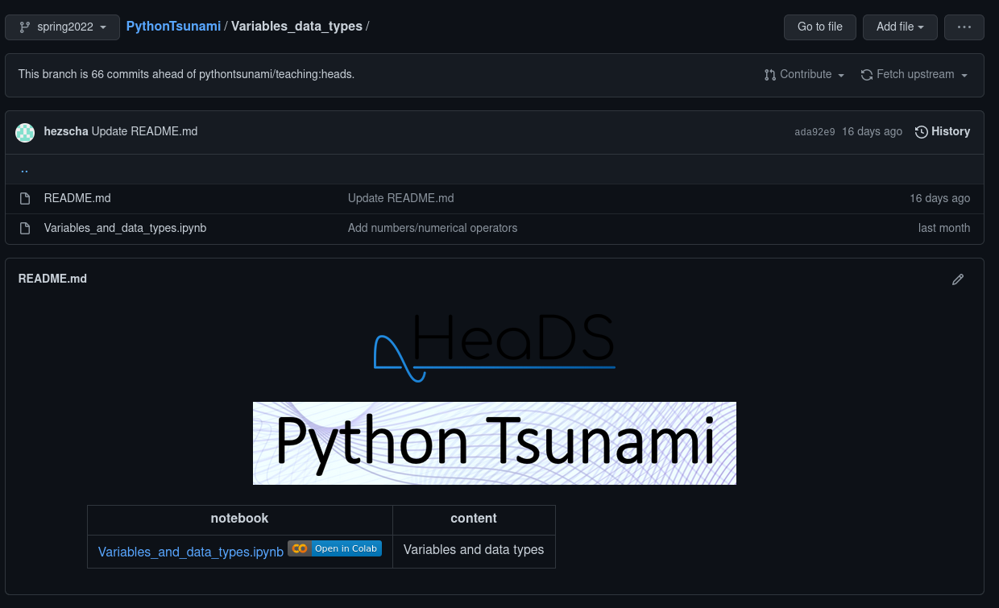 spring2022 PythonTsunami / Variables_data_types / Go to file Add file ···
This branch is 66 commits ahead of pythontsunami/teaching:heads. Contribute Fetch upstream
hezscha Update README.md ada92e9 16 days ago History
..
README.md Update README.md 16 days ago
Variables_and_data_types.ipynb Add numbers/numerical operators last month
README.md
HeaDS
Python Tsunami
notebook content
Variables_and_data_types.ipynb Open in Colab Variables and data types